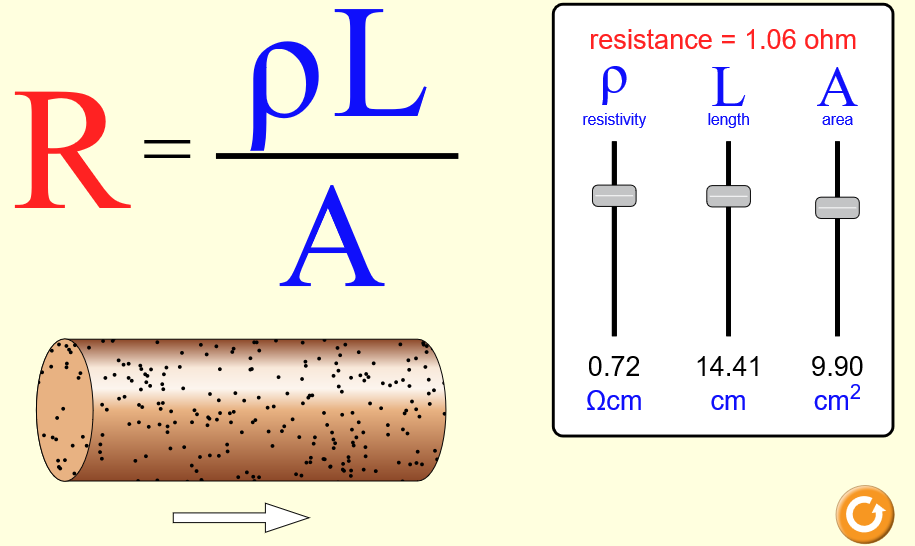 R = ρL
A
resistance = 1.06 ohm
ρ L A
resistivity length area
0.72 14.41 9.90
Ωcm cm cm²